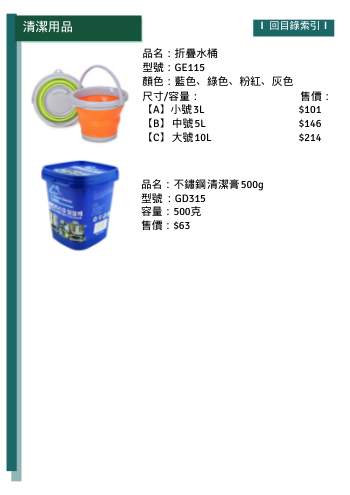 清潔用品
I 回目錄索引 I
品名：折疊水桶
型號：GE115
顏色：藍色、綠色、粉紅、灰色
尺寸/容量： 售價：
【A】小號3L $101
【B】中號5L $146
【C】大號10L $214
品名：不鏽鋼清潔膏500g
型號：GD315
容量：500克
售價：$63